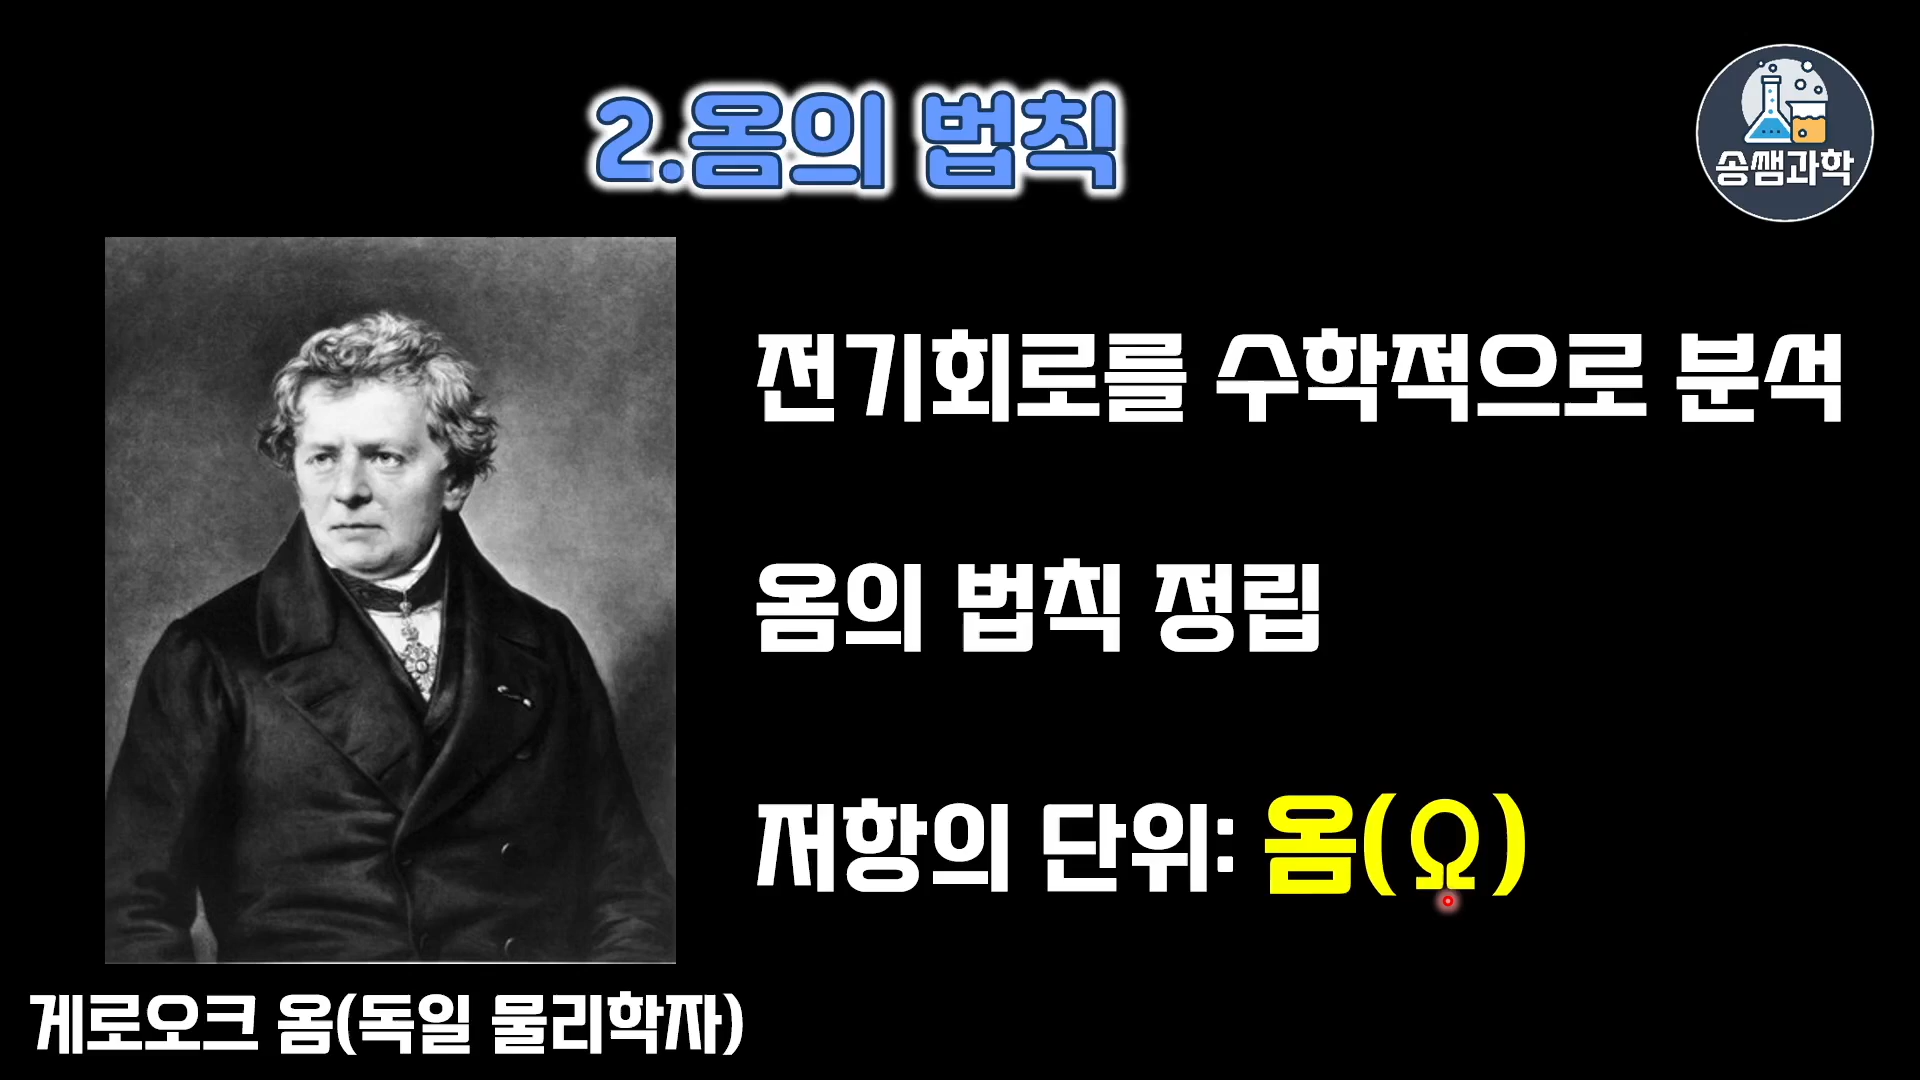 2.옴의 법칙
송쌤과학
전기회로를 수학적으로 분석
옴의 법칙 정립
저항의 단위: 옴(Ω)
게로오크 옴(독일 물리학자)